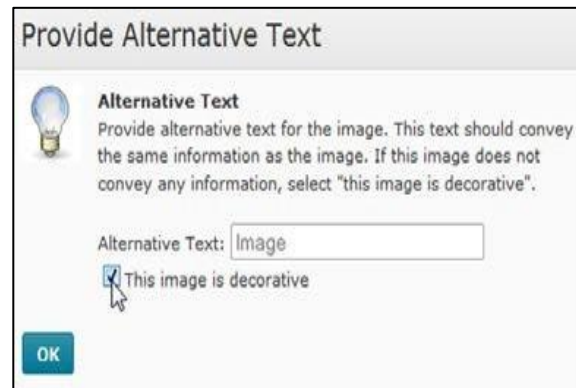 Provide Alternative Text
Alternative Text
Provide alternative text for the image. This text should convey
the same information as the image. If this image does not
convey any information, select "this image is decorative".
Alternative Text: Image
This image is decorative
OK